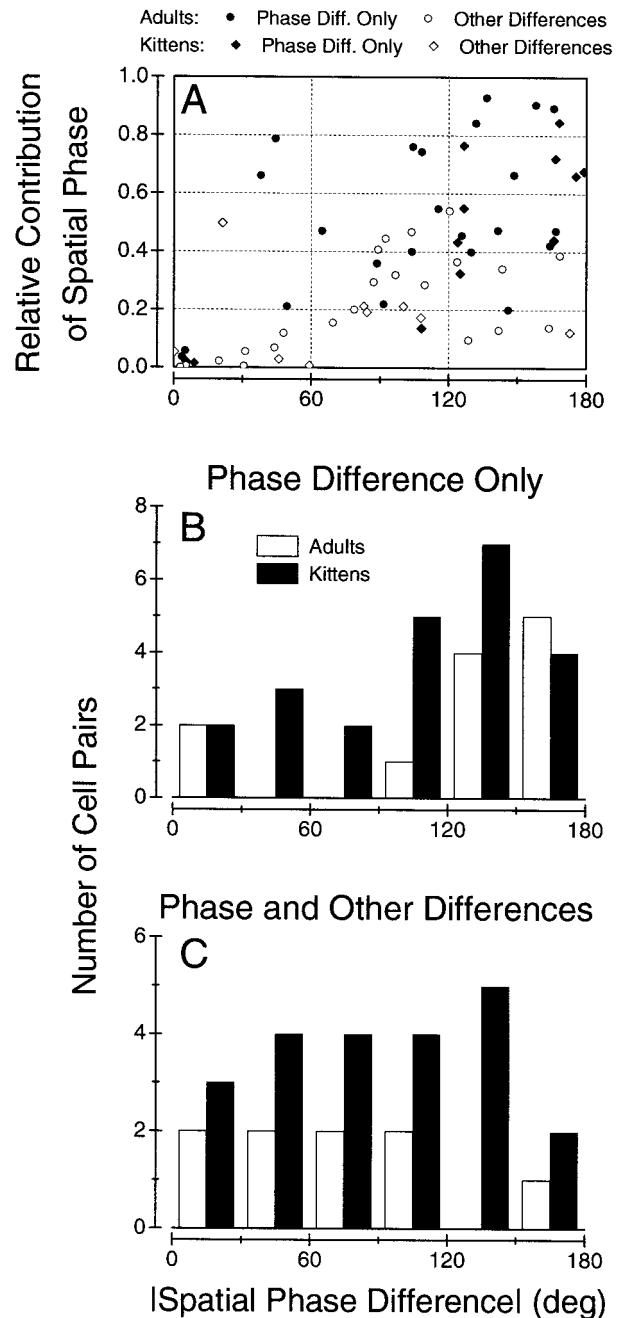 Adults: ● Phase Diff. Only ○ Other Differences
Kittens: ◆ Phase Diff. Only ◇ Other Differences
A
Relative Contribution
of Spatial Phase
1.0
0.8
0.6
0.4
0.2
0.0
0 60 120 180
Phase Difference Only
B
Adults
Kittens
8
6
4
2
0
0 60 120 180
Number of Cell Pairs
Phase and Other Differences
C
6
4
2
0
0 60 120 180
|Spatial Phase Difference| (deg)